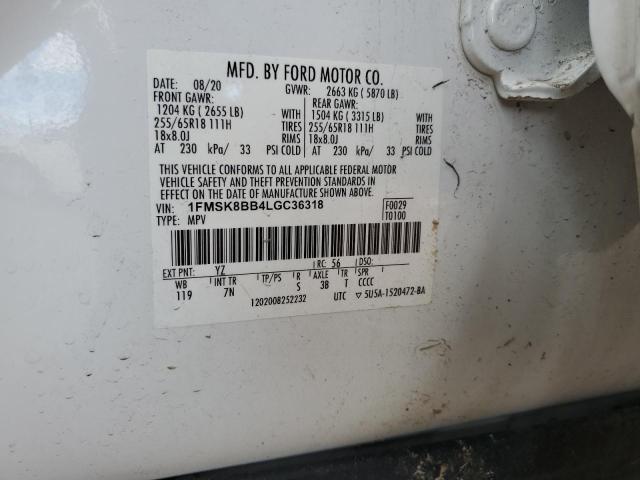 MFD. BY FORD MOTOR CO.
DATE: 08/20 GVWR: 2663 KG ( 5870 LB)
FRONT GAWR: REAR GAWR:
1204 KG ( 2655 LB) WITH 1504 KG ( 3315 LB) WITH
255/65R18 111H TIRES 255/65R18 111H TIRES
18x8.0J RIMS 18x8.0J RIMS
AT 230 kPa/ 33 PSI COLD AT 230 kPa/ 33 PSI COLD
THIS VEHICLE CONFORMS TO ALL APPLICABLE FEDERAL MOTOR
VEHICLE SAFETY AND THEFT PREVENTION STANDARDS IN
EFFECT ON THE DATE OF MANUFACTURE SHOWN ABOVE.
VIN: 1FMSK8BB4LGC36318 F0029
TYPE: MPV T0100
EXT PNT: YZ RC: 56 DSO:
WB INT TR TP/PS R AXLE TR SPR
119 7N S 3B T CCCC
1202008252232 UTC ▽ 5U5A-1520472-BA